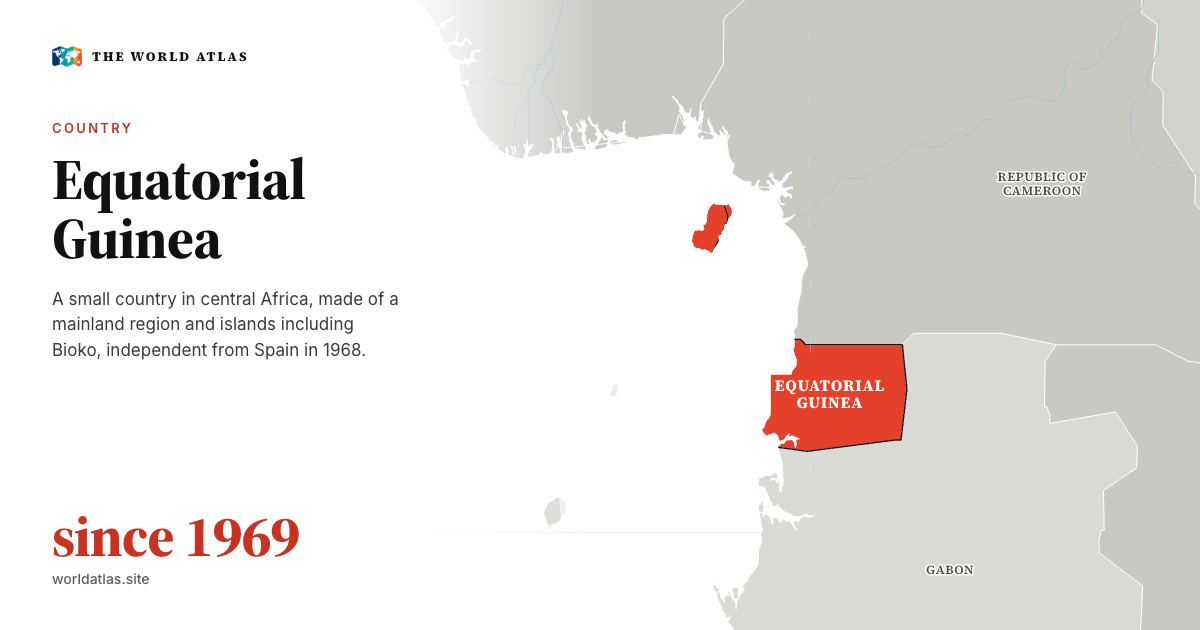 THE WORLD ATLAS
COUNTRY
Equatorial
Guinea
A small country in central Africa, made of a
mainland region and islands including
Bioko, independent from Spain in 1968.
since 1969
worldatlas.site
REPUBLIC OF
CAMEROON
EQUATORIAL
GUINEA
GABON